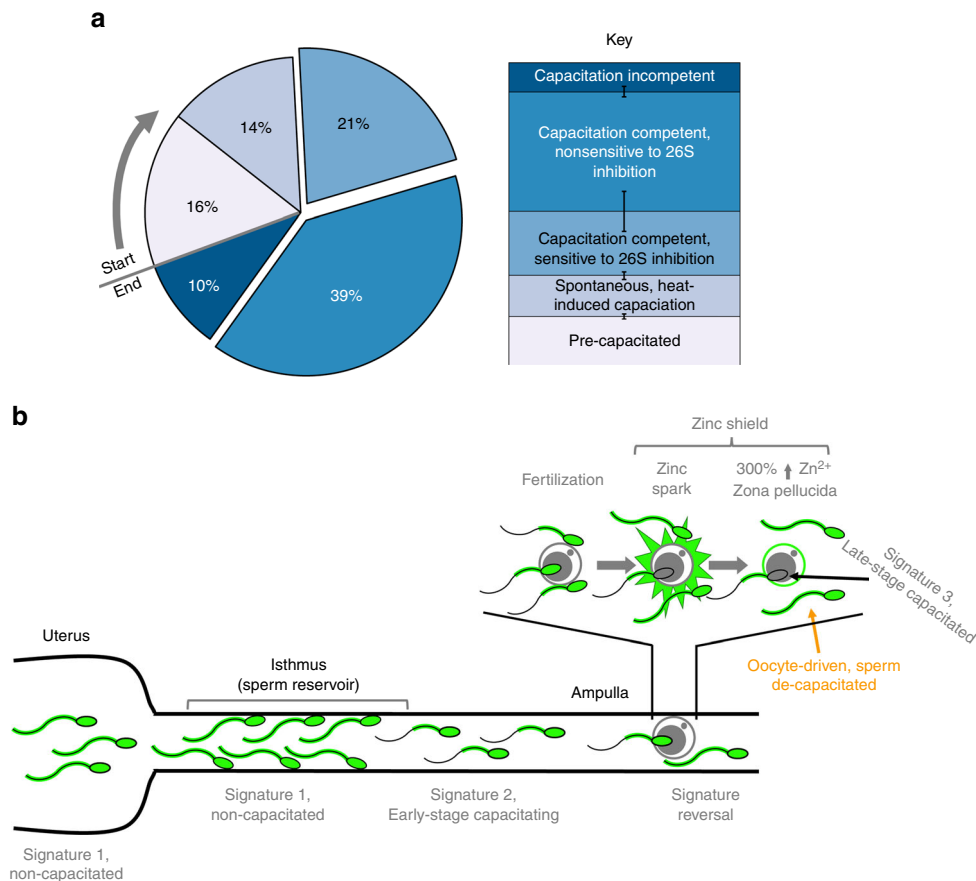 a
21%
14%
16%
10%
39%
Start
End
Key
Capacitation incompetent
Capacitation competent,
nonsensitive to 26S
inhibition
Capacitation competent,
sensitive to 26S inhibition
Spontaneous, heat-
induced capaciation
Pre-capacitated
b
Zinc shield
Fertilization
Zinc
spark
300% Zn²⁺
Zona pellucida
Signature 3,
Late-stage capacitated
Oocyte-driven, sperm
de-capacitated
Uterus
Isthmus
(sperm reservoir)
Ampulla
Signature 1,
non-capacitated
Signature 2,
Early-stage capacitating
Signature
reversal
Signature 1,
non-capacitated